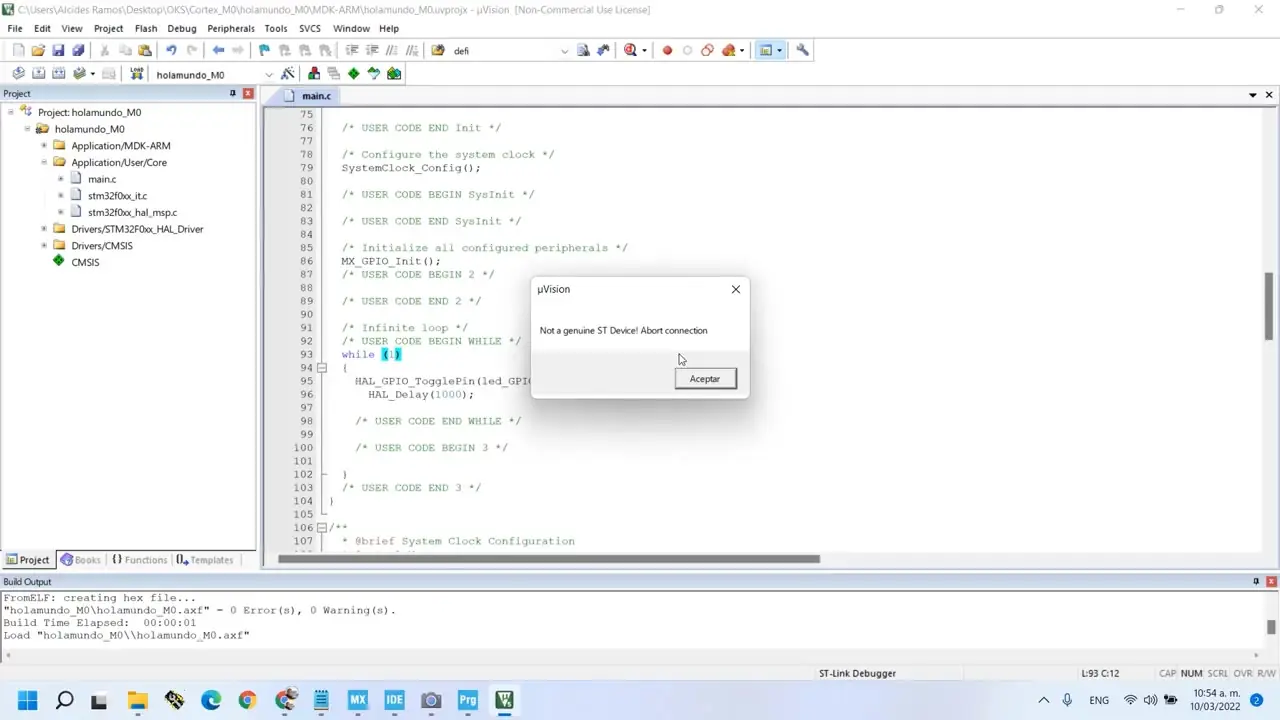 C:\Users\Alcides Ramos\Desktop\OKS\Cortex_M0\holamundo_M0\MDK-ARM\holamundo_M0.uvprojx - µVision [Non-Commercial Use License]
File Edit View Project Flash Debug Peripherals Tools SVCS Window Help
defi
LOAD holamundo_M0
Project
main.c
Project: holamundo_M0
holamundo_M0
Application/MDK-ARM
Application/User/Core
main.c
stm32f0xx_it.c
stm32f0xx_hal_msp.c
Drivers/STM32F0xx_HAL_Driver
Drivers/CMSIS
CMSIS
Project Books Functions Templates
75
76 /* USER CODE END Init */
77
78 /* Configure the system clock */
79 SystemClock_Config();
80
81 /* USER CODE BEGIN SysInit */
82
83 /* USER CODE END SysInit */
84
85 /* Initialize all configured peripherals */
86 MX_GPIO_Init();
87 /* USER CODE BEGIN 2 */
88
89 /* USER CODE END 2 */
90
91 /* Infinite loop */
92 /* USER CODE BEGIN WHILE */
93 while (1)
94 {
95 HAL_GPIO_TogglePin(led_GPIO
96 HAL_Delay(1000);
97
98 /* USER CODE END WHILE */
99
100 /* USER CODE BEGIN 3 */
101
102 }
103 /* USER CODE END 3 */
104 }
105
106 /**
107 * @brief System Clock Configuration
µVision
Not a genuine ST Device! Abort connection
Aceptar
Build Output
FromELF: creating hex file...
"holamundo_M0\holamundo_M0.axf" - 0 Error(s), 0 Warning(s).
Build Time Elapsed: 00:00:01
Load "holamundo_M0\\holamundo_M0.axf"
ST-Link Debugger L:93 C:12 CAP NUM SCRL OVR R/W
MX IDE Prg ENG 10:54 a. m.
10/03/2022 2